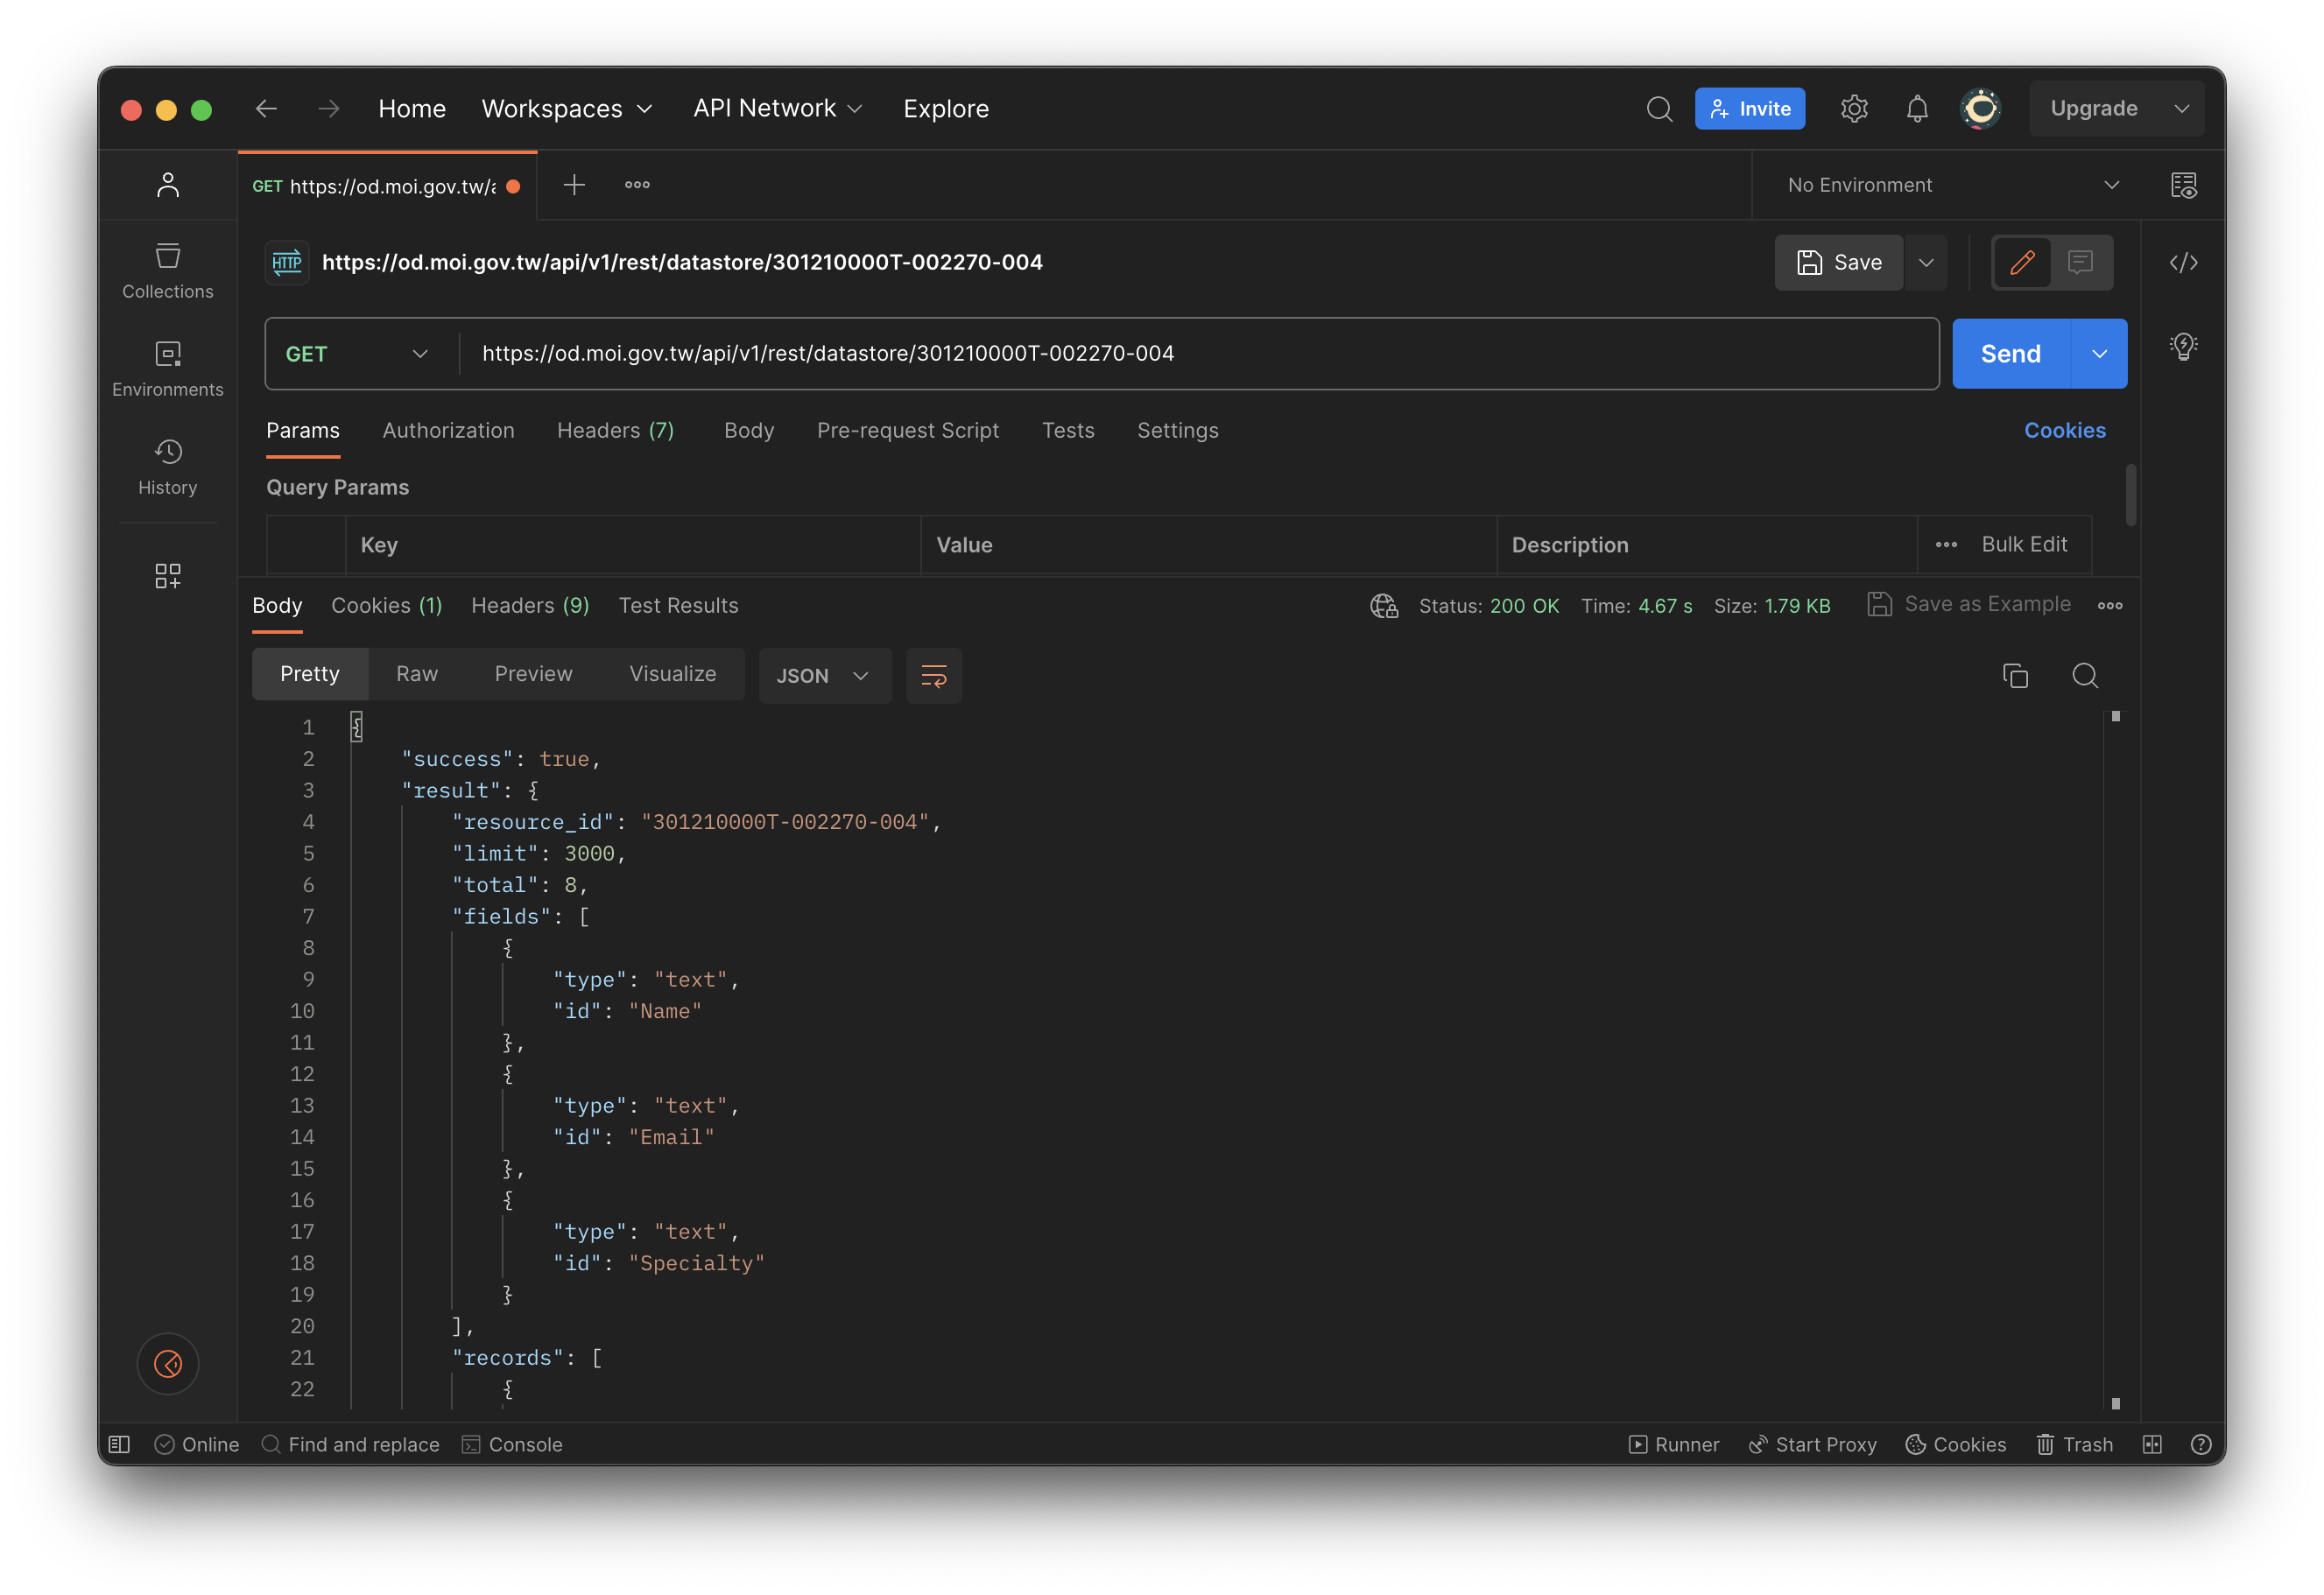 Home Workspaces API Network Explore Invite Upgrade
GET https://od.moi.gov.tw/a No Environment
HTTP https://od.moi.gov.tw/api/v1/rest/datastore/301210000T-002270-004 Save
GET https://od.moi.gov.tw/api/v1/rest/datastore/301210000T-002270-004 Send
Collections
Environments
History
Params Authorization Headers (7) Body Pre-request Script Tests Settings Cookies
Query Params
Key Value Description Bulk Edit
Body Cookies (1) Headers (9) Test Results Status: 200 OK Time: 4.67 s Size: 1.79 KB Save as Example
Pretty Raw Preview Visualize JSON
1 {
2 "success": true,
3 "result": {
4 "resource_id": "301210000T-002270-004",
5 "limit": 3000,
6 "total": 8,
7 "fields": [
8 {
9 "type": "text",
10 "id": "Name"
11 },
12 {
13 "type": "text",
14 "id": "Email"
15 },
16 {
17 "type": "text",
18 "id": "Specialty"
19 }
20 ],
21 "records": [
22 {
Online Find and replace Console Runner Start Proxy Cookies Trash